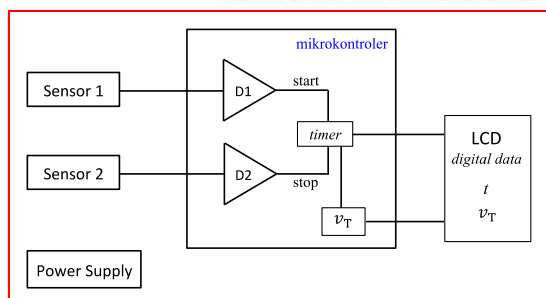 mikrokontroler
Sensor 1
D1
start
timer
Sensor 2
D2
stop
v_T
LCD
digital data
t
v_T
Power Supply